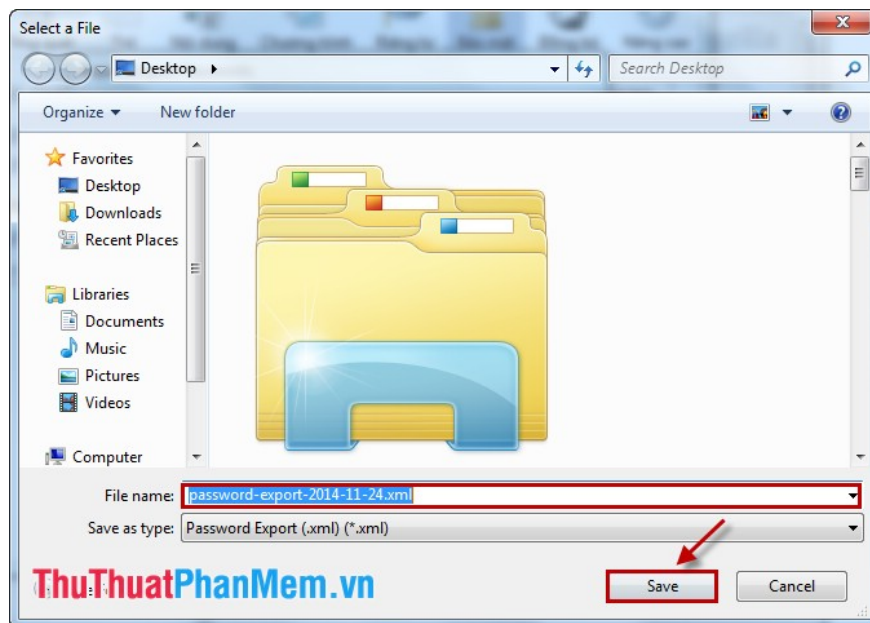 Select a File
Desktop
Search Desktop
Organize
New folder
Favorites
Desktop
Downloads
Recent Places
Libraries
Documents
Music
Pictures
Videos
Computer
File name: password-export-2014-11-24.xml
Save as type: Password Export (.xml) (*.xml)
ThuThuatPhanMem.vn
Save
Cancel